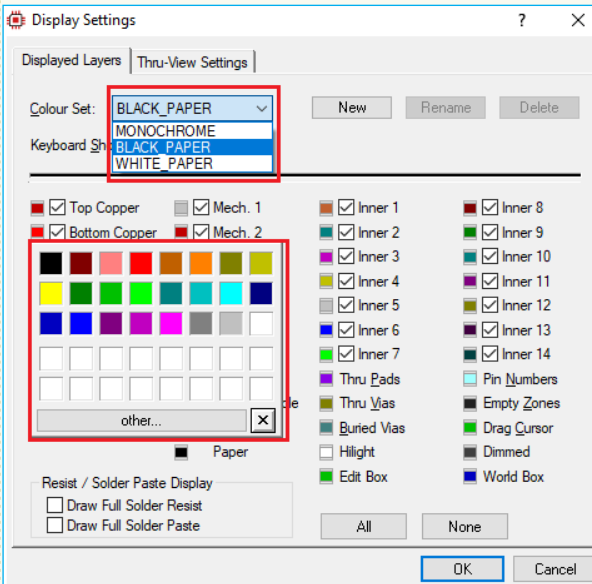 Display Settings ? X
Displayed Layers Thru-View Settings
Colour Set: BLACK_PAPER New Rename Delete
MONOCHROME
Keyboard Sh BLACK_PAPER
WHITE_PAPER
Top Copper Mech. 1 Inner 1 Inner 8
Bottom Copper Mech. 2 Inner 2 Inner 9
Inner 3 Inner 10
Inner 4 Inner 11
Inner 5 Inner 12
Inner 6 Inner 13
Inner 7 Inner 14
Thru Pads Pin Numbers
Thru Vias Empty Zones
other... Buried Vias Drag Cursor
Paper Hilight Dimmed
Edit Box World Box
Resist / Solder Paste Display
Draw Full Solder Resist
Draw Full Solder Paste
All None
OK Cancel